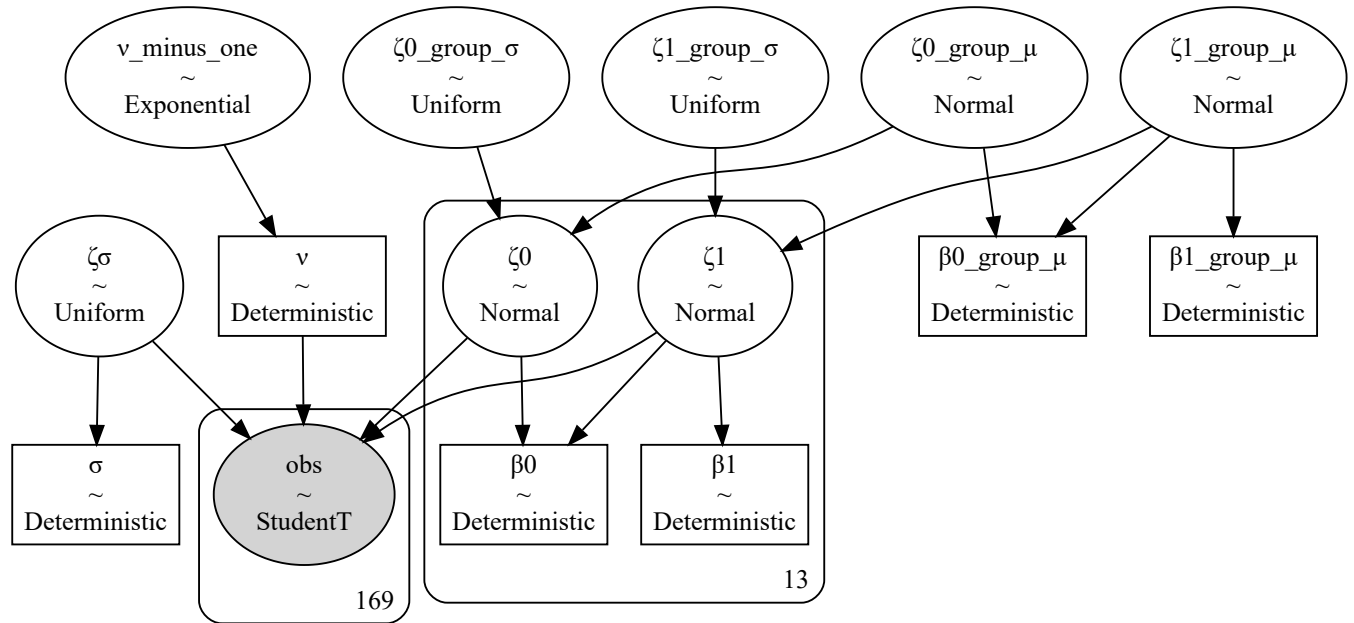 ν_minus_one
~
Exponential
ζ0_group_σ
~
Uniform
ζ1_group_σ
~
Uniform
ζ0_group_μ
~
Normal
ζ1_group_μ
~
Normal
ζσ
~
Uniform
ν
~
Deterministic
ζ0
~
Normal
ζ1
~
Normal
β0_group_μ
~
Deterministic
β1_group_μ
~
Deterministic
σ
~
Deterministic
obs
~
StudentT
β0
~
Deterministic
β1
~
Deterministic
169
13